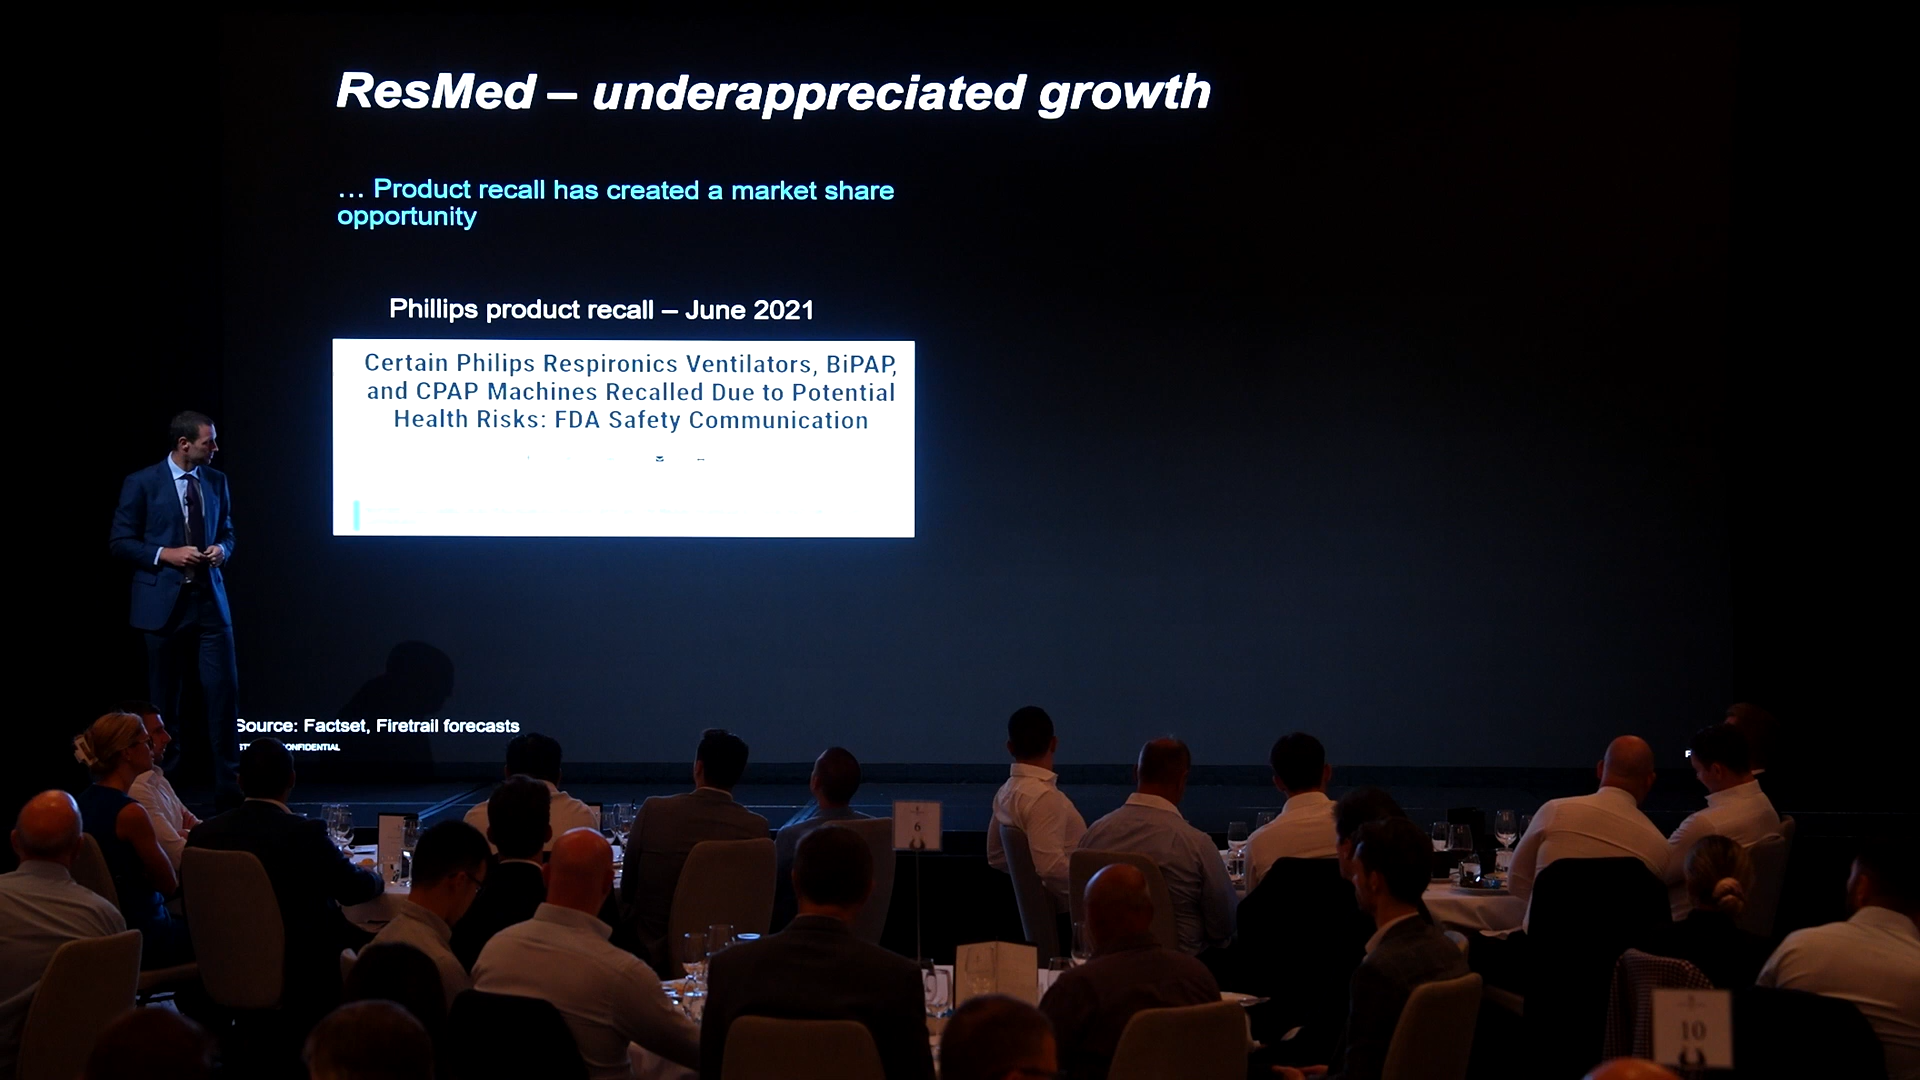 ResMed – underappreciated growth
… Product recall has created a market share
opportunity
Phillips product recall – June 2021
Certain Philips Respironics Ventilators, BiPAP,
and CPAP Machines Recalled Due to Potential
Health Risks: FDA Safety Communication
Source: Factset, Firetrail forecasts
6
10